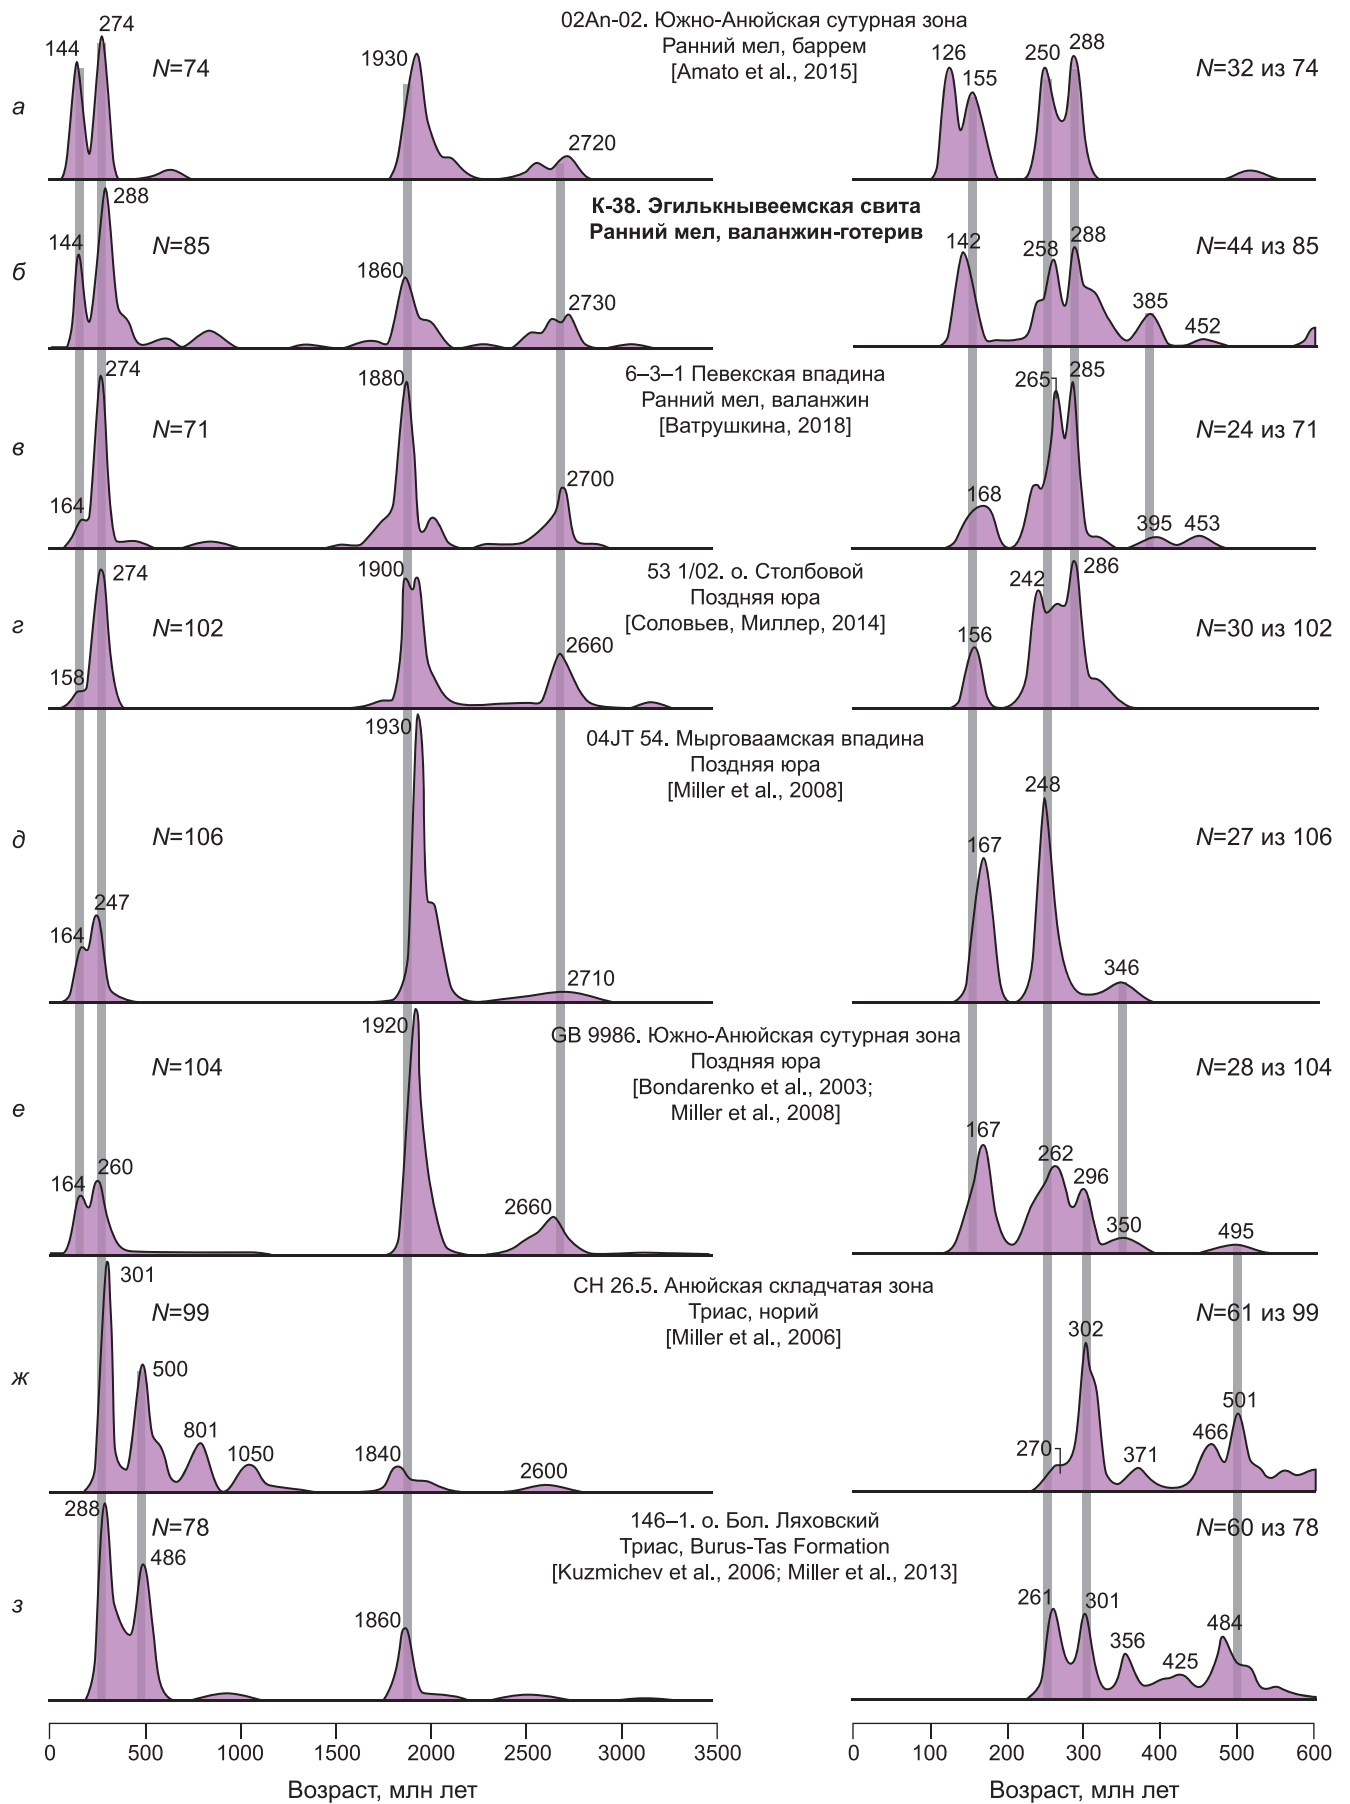 02An-02. Южно-Анюйская сутурная зона
Ранний мел, баррем
[Amato et al., 2015]
а
144
274
N=74
1930
2720
126
155
250
288
N=32 из 74
К-38. Эгилькнывеемская свита
Ранний мел, валанжин-готерив
б
144
288
N=85
1860
2730
142
258
288
385
452
N=44 из 85
6–3–1 Певекская впадина
Ранний мел, валанжин
[Ватрушкина, 2018]
в
164
274
N=71
1880
2700
168
265
285
395
453
N=24 из 71
53 1/02. о. Столбовой
Поздняя юра
[Соловьев, Миллер, 2014]
г
158
274
N=102
1900
2660
156
242
286
N=30 из 102
04JT 54. Мырговаамская впадина
Поздняя юра
[Miller et al., 2008]
д
164
247
N=106
1930
2710
167
248
346
N=27 из 106
GB 9986. Южно-Анюйская сутурная зона
Поздняя юра
[Bondarenko et al., 2003;
Miller et al., 2008]
е
164
260
N=104
1920
2660
167
262
296
350
495
N=28 из 104
CH 26.5. Анюйская складчатая зона
Триас, норий
[Miller et al., 2006]
ж
301
N=99
500
801
1050
1840
2600
270
302
371
466
501
N=61 из 99
146–1. о. Бол. Ляховский
Триас, Burus-Tas Formation
[Kuzmichev et al., 2006; Miller et al., 2013]
з
288
N=78
486
1860
261
301
356
425
484
N=60 из 78
0 500 1000 1500 2000 2500 3000 3500
Возраст, млн лет
0 100 200 300 400 500 600
Возраст, млн лет